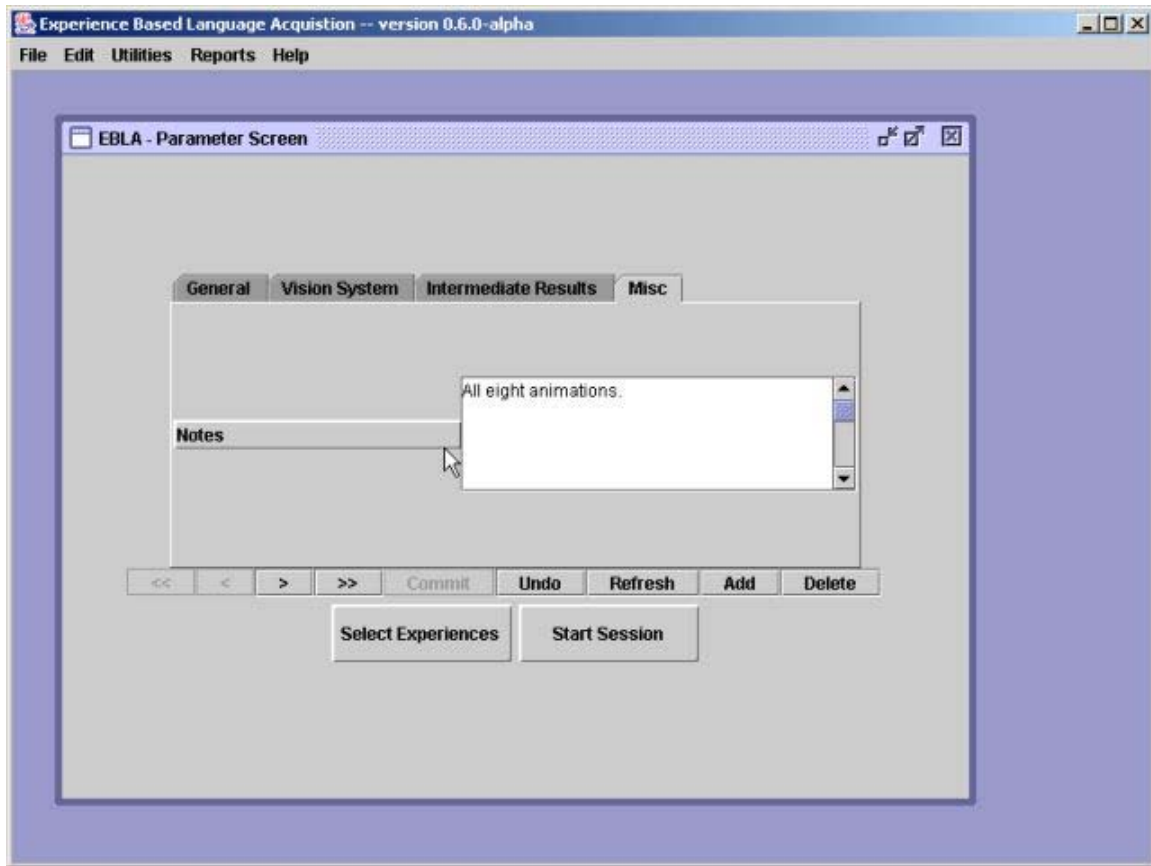 Experience Based Language Acquistion -- version 0.6.0-alpha
File Edit Utilities Reports Help
EBLA - Parameter Screen
General Vision System Intermediate Results Misc
All eight animations.
Notes
<< < > >> Commit Undo Refresh Add Delete
Select Experiences Start Session